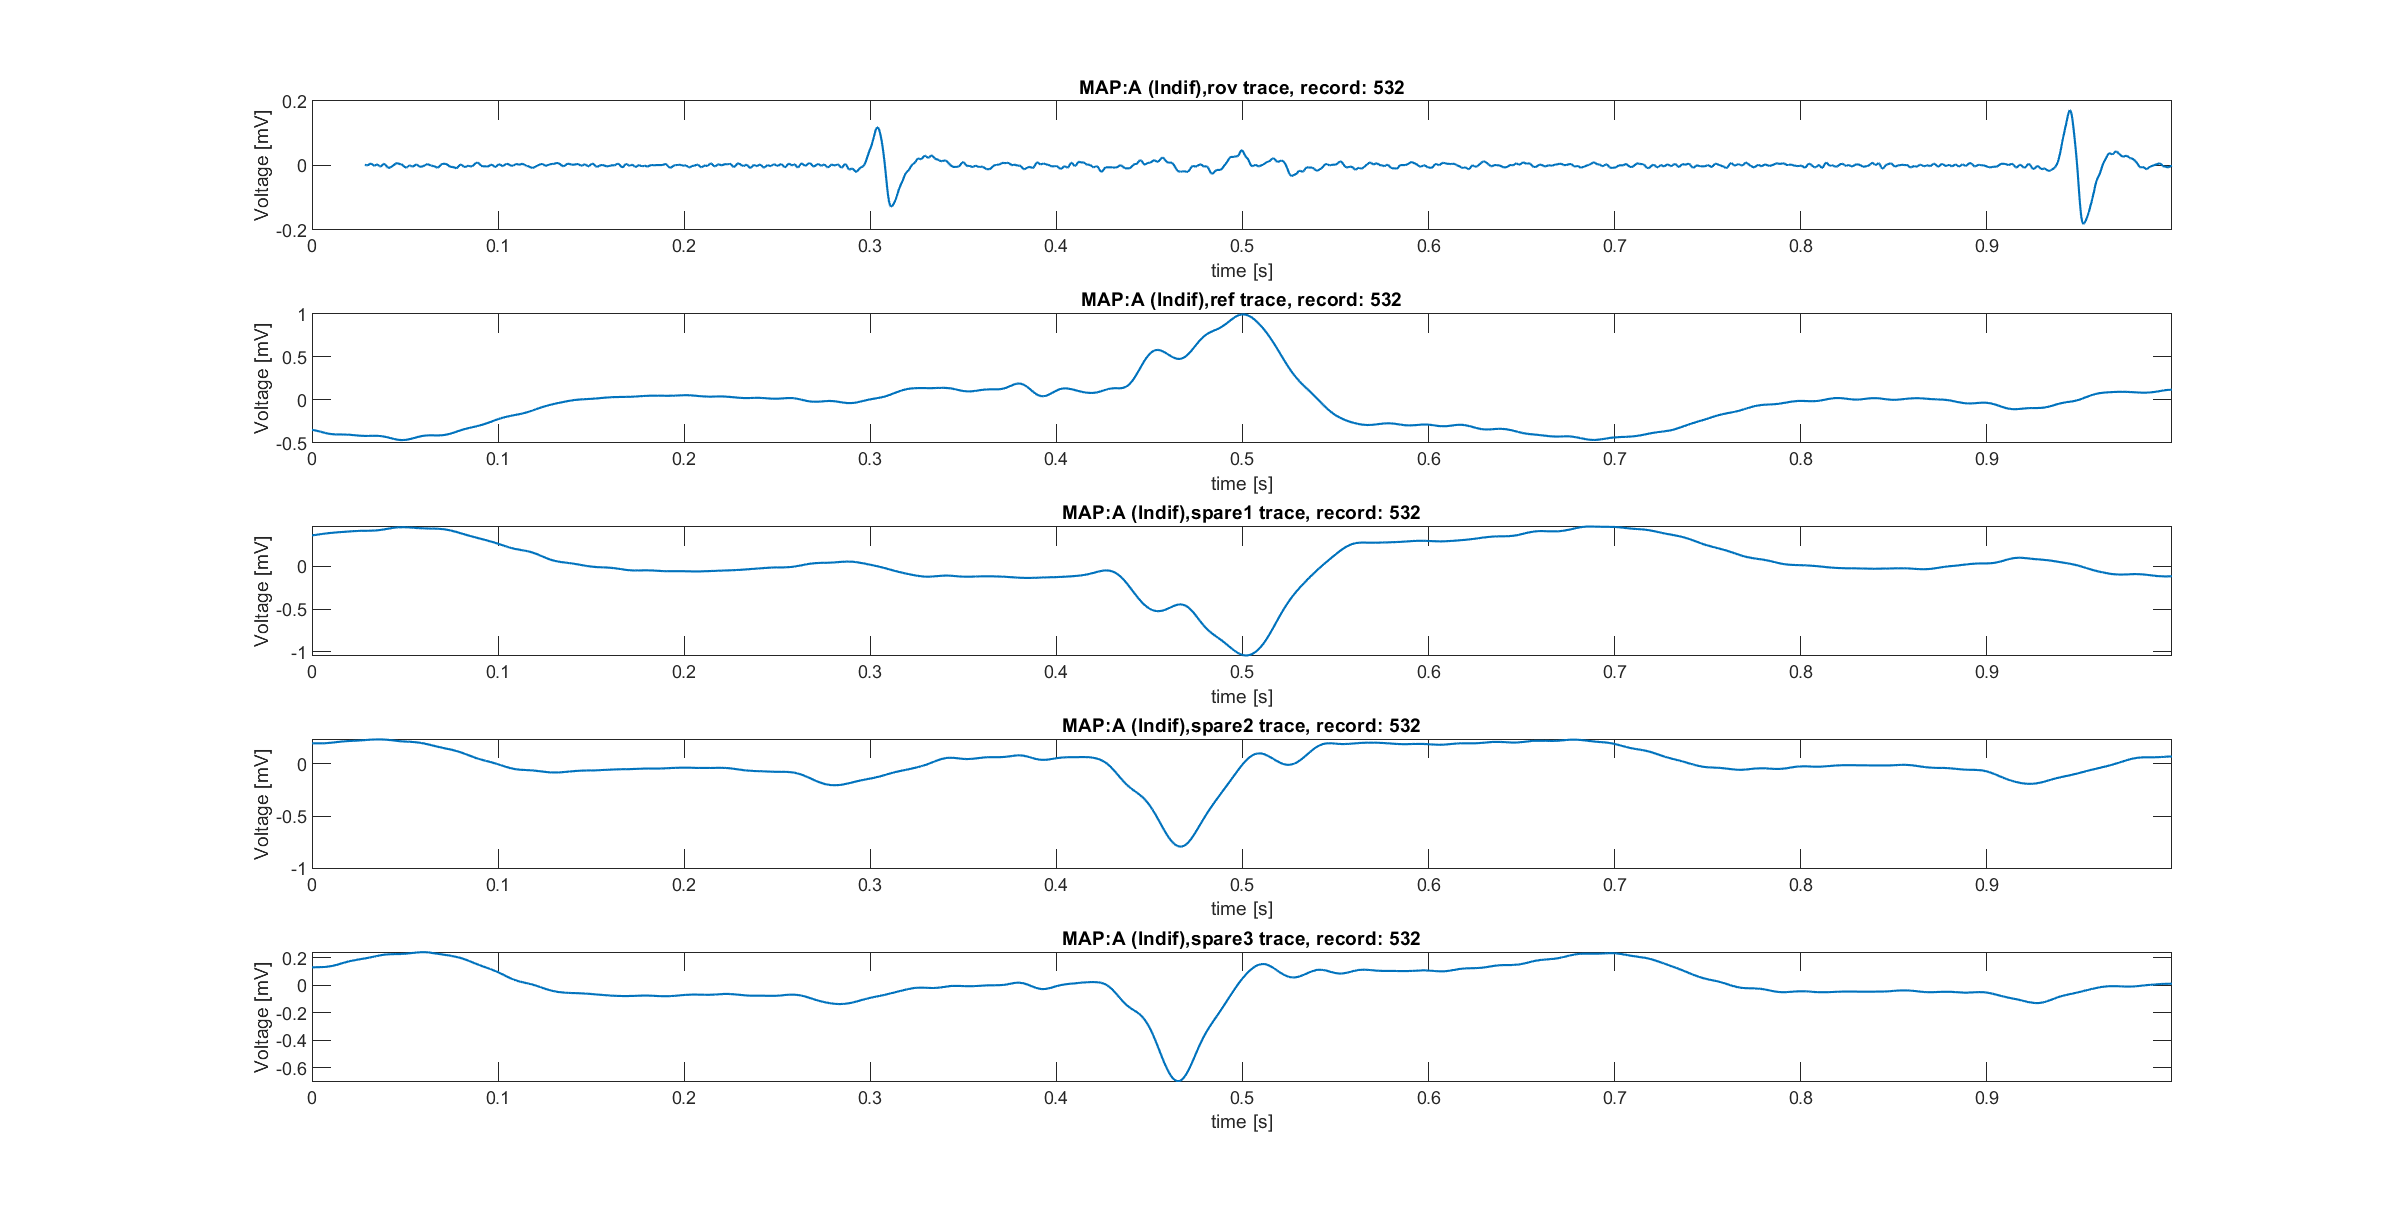 MAP:A (Indif),rov trace, record: 532
Voltage [mV]
0.2
0
-0.2
0 0.1 0.2 0.3 0.4 0.5 0.6 0.7 0.8 0.9
time [s]
MAP:A (Indif),ref trace, record: 532
Voltage [mV]
1
0.5
0
-0.5
0 0.1 0.2 0.3 0.4 0.5 0.6 0.7 0.8 0.9
time [s]
MAP:A (Indif),spare1 trace, record: 532
Voltage [mV]
0
-0.5
-1
0 0.1 0.2 0.3 0.4 0.5 0.6 0.7 0.8 0.9
time [s]
MAP:A (Indif),spare2 trace, record: 532
Voltage [mV]
0
-0.5
-1
0 0.1 0.2 0.3 0.4 0.5 0.6 0.7 0.8 0.9
time [s]
MAP:A (Indif),spare3 trace, record: 532
Voltage [mV]
0.2
0
-0.2
-0.4
-0.6
0 0.1 0.2 0.3 0.4 0.5 0.6 0.7 0.8 0.9
time [s]